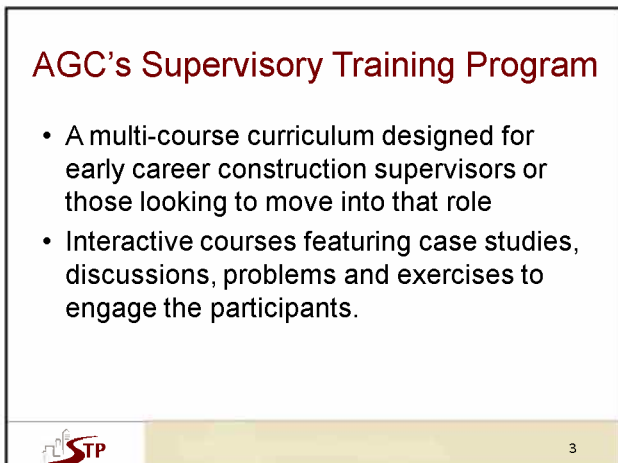 AGC's Supervisory Training Program
• A multi-course curriculum designed for
early career construction supervisors or
those looking to move into that role
• Interactive courses featuring case studies,
discussions, problems and exercises to
engage the participants.
STP
3